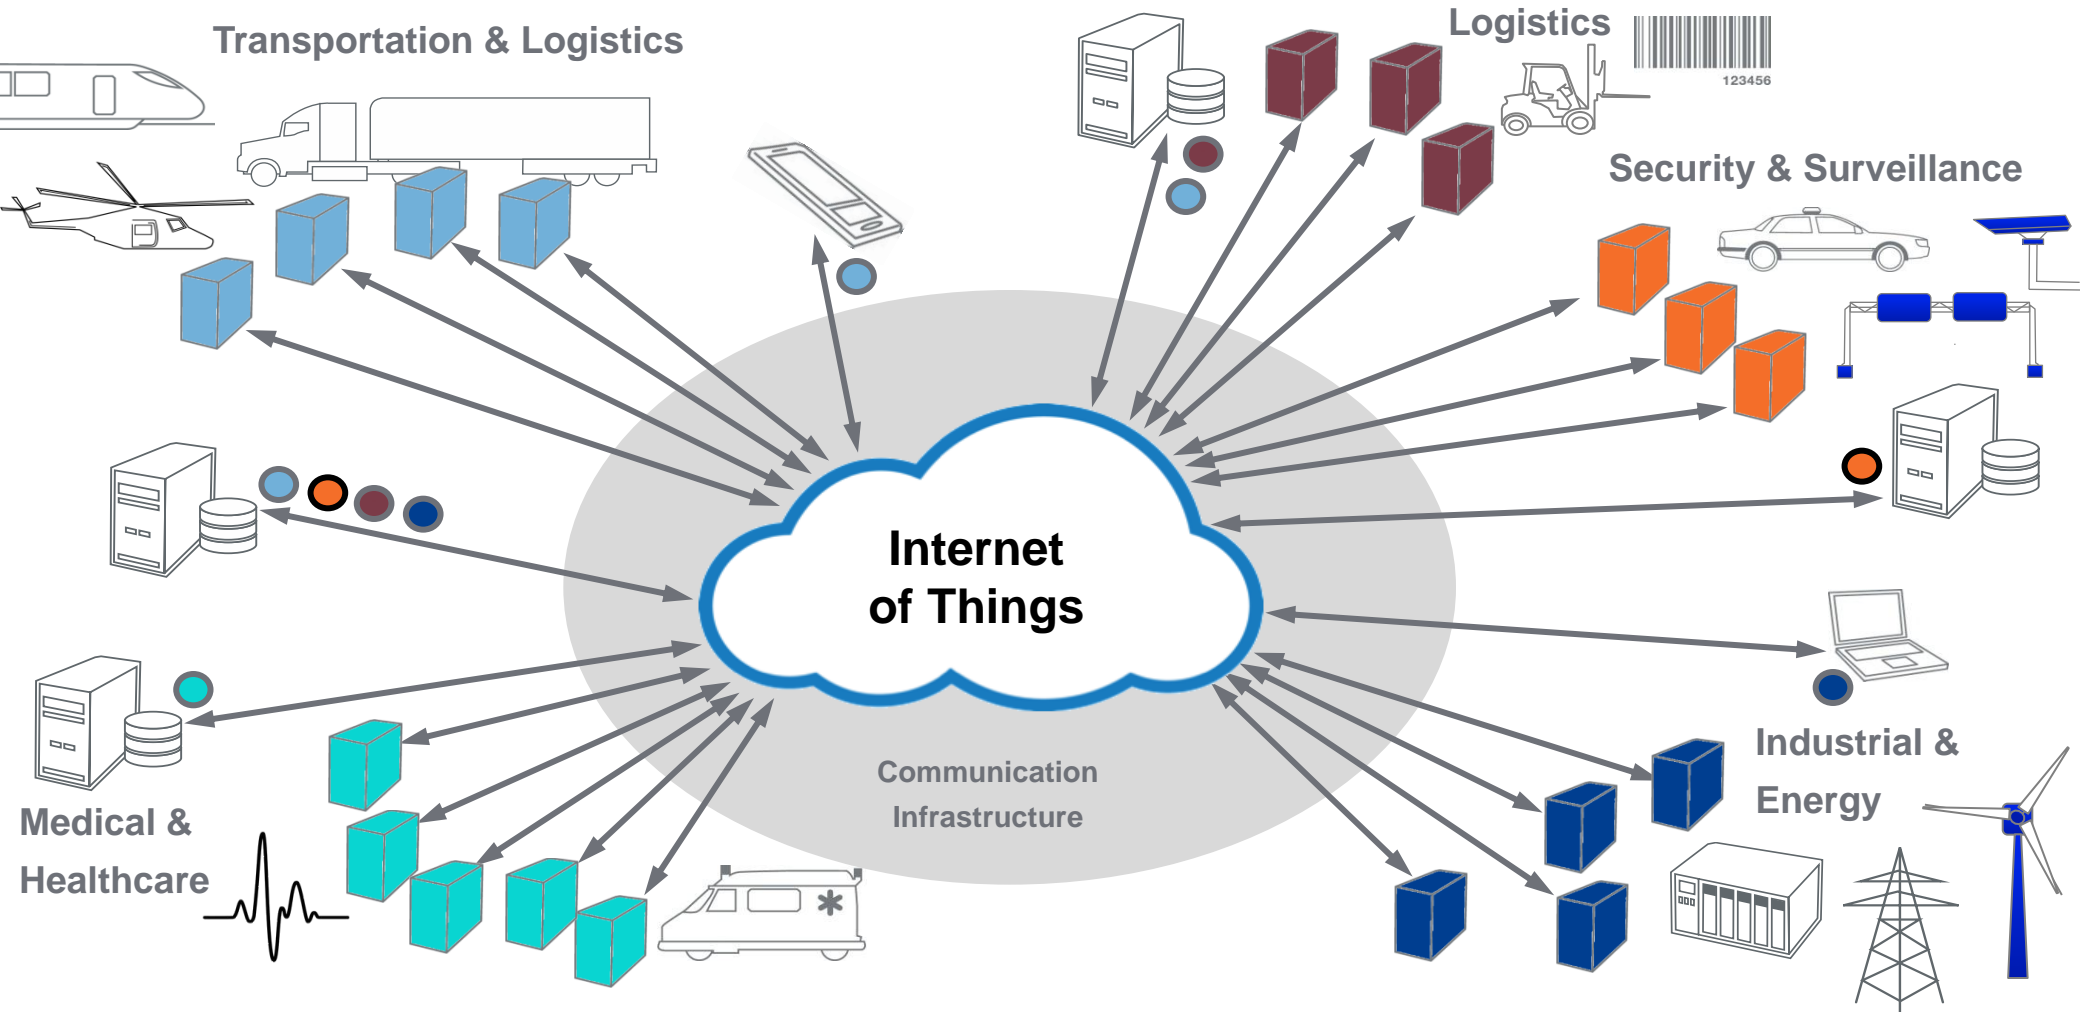 Transportation & Logistics
Logistics
123456
Security & Surveillance
Internet
of Things
Communication
Infrastructure
Medical &
Healthcare
Industrial &
Energy